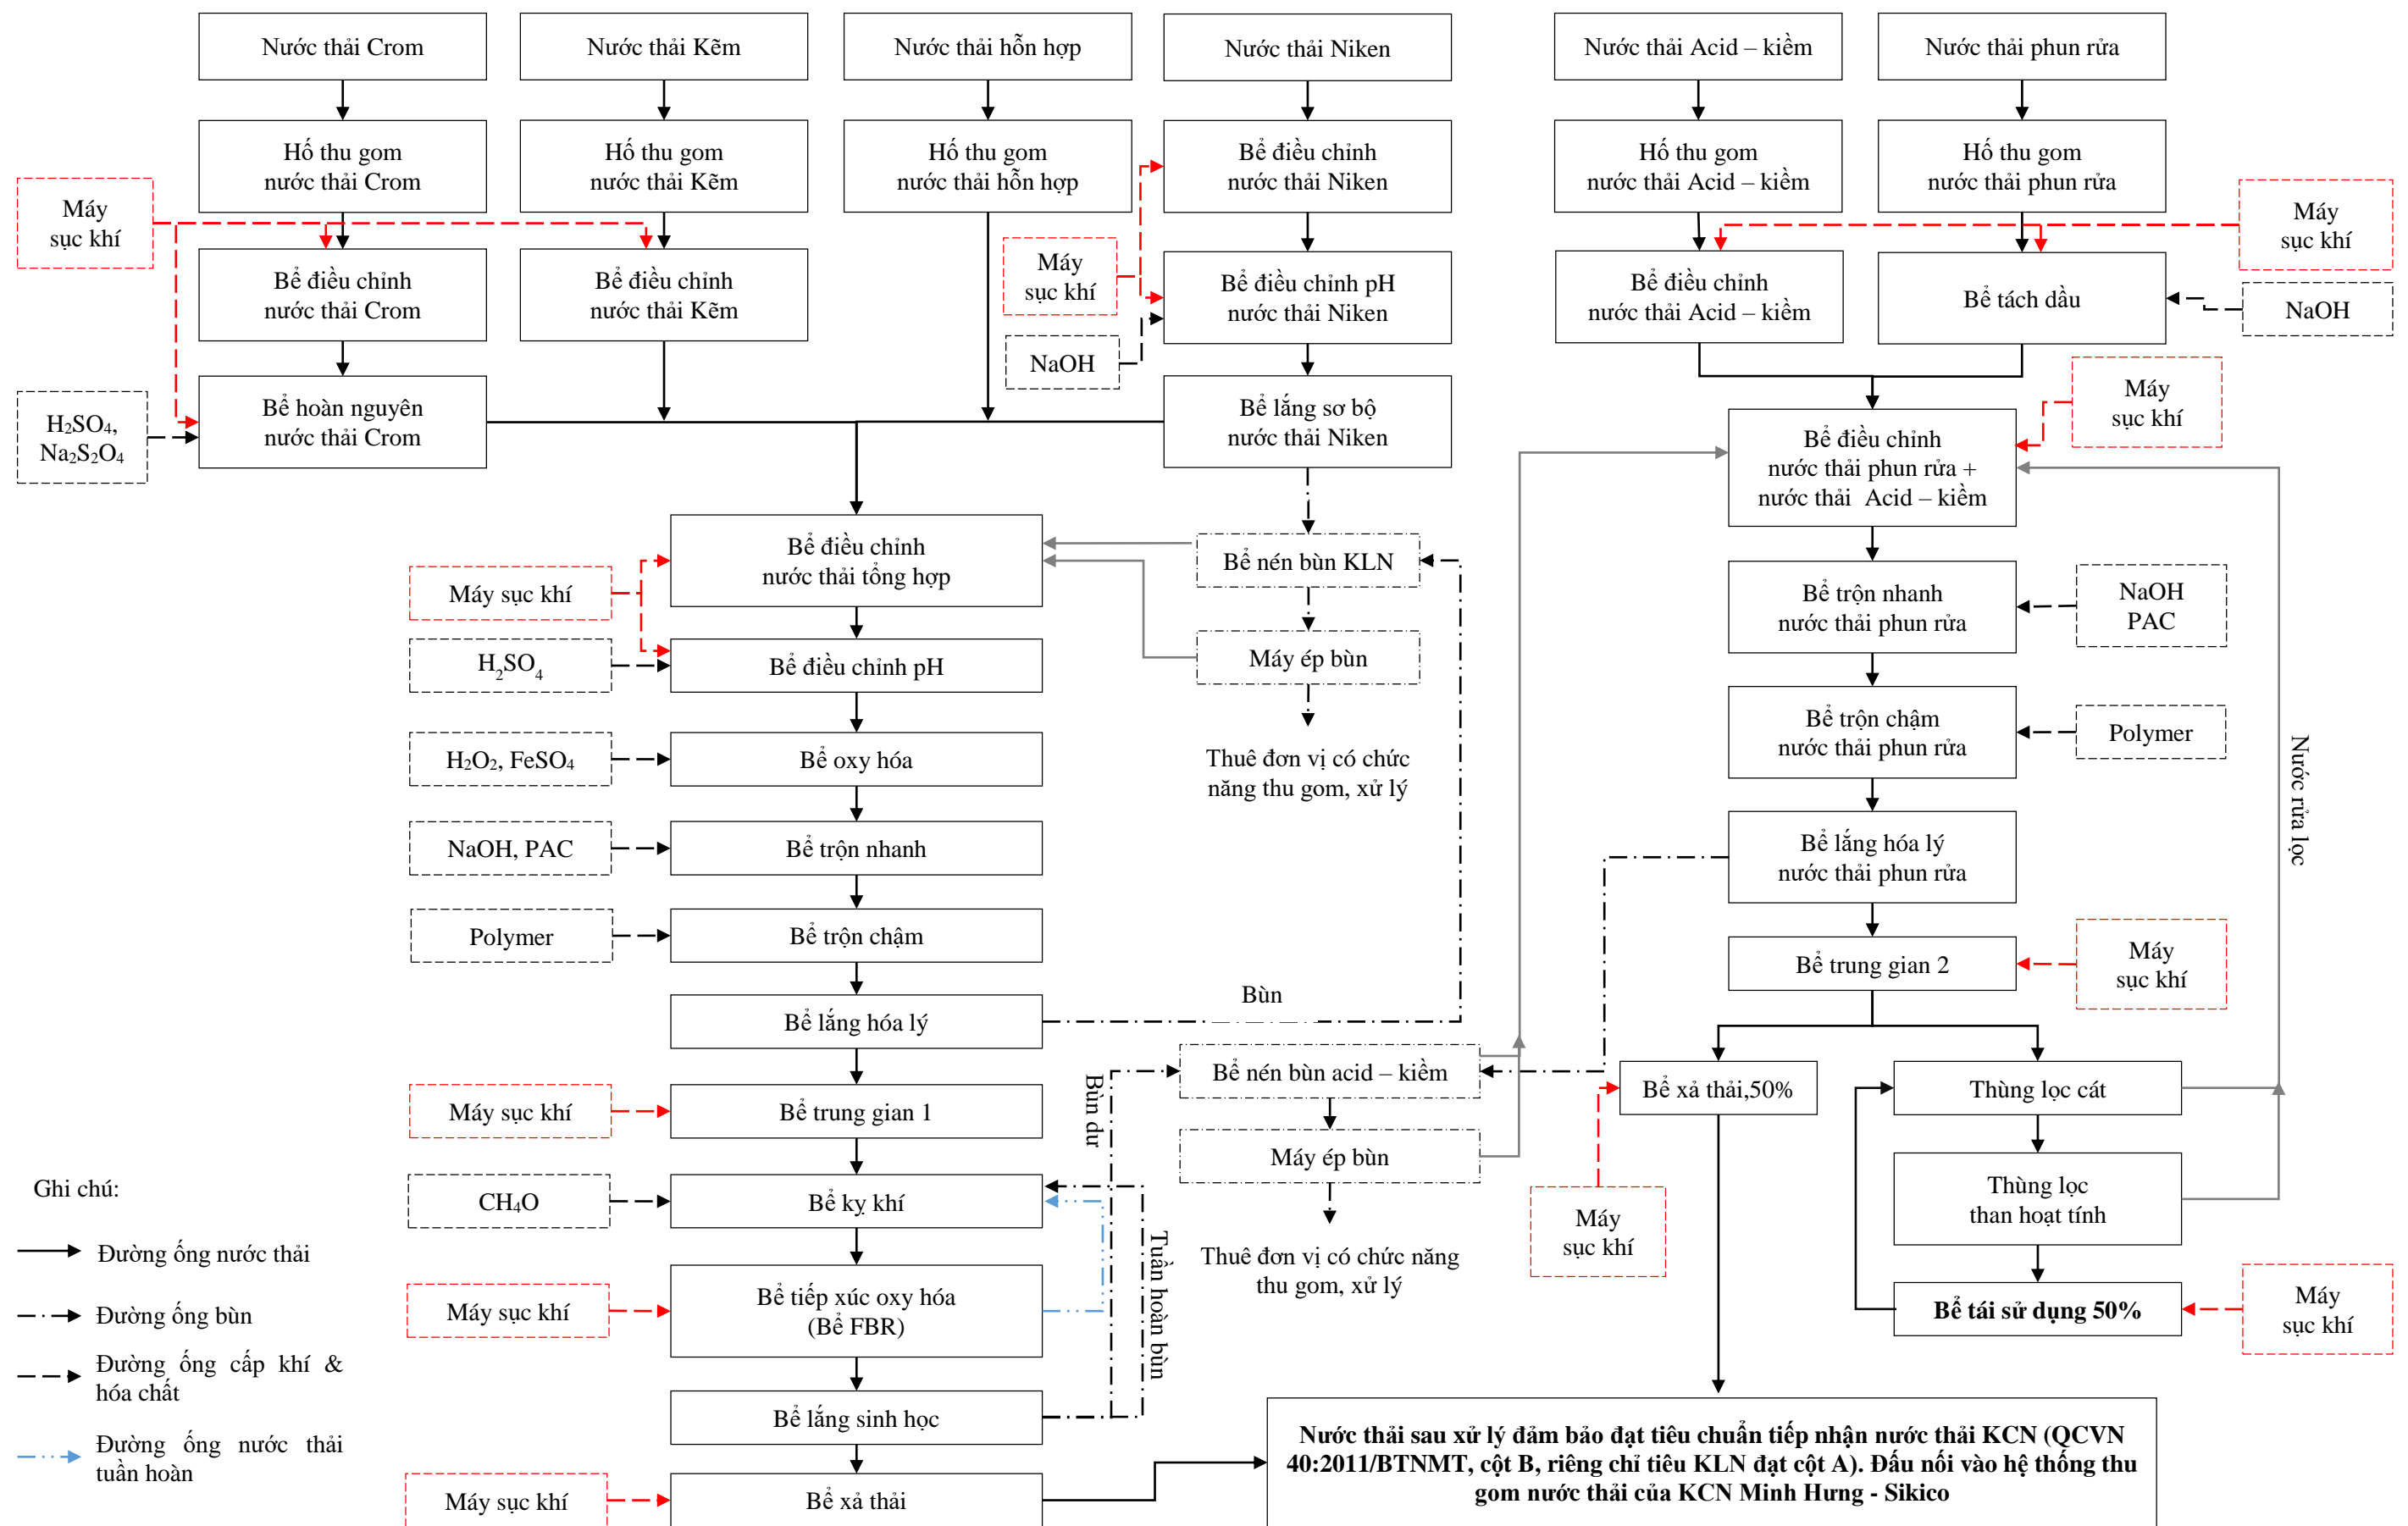 Nước thải Crom
Nước thải Kẽm
Nước thải hỗn hợp
Nước thải Niken
Nước thải Acid – kiềm
Nước thải phun rửa
Hố thu gom
nước thải Crom
Hố thu gom
nước thải Kẽm
Hố thu gom
nước thải hỗn hợp
Bể điều chỉnh
nước thải Niken
Hố thu gom
nước thải Acid – kiềm
Hố thu gom
nước thải phun rửa
Máy
sục khí
Máy
sục khí
Máy
sục khí
Bể điều chỉnh
nước thải Crom
Bể điều chỉnh
nước thải Kẽm
Bể điều chỉnh pH
nước thải Niken
Bể điều chỉnh
nước thải Acid – kiềm
Bể tách dầu
NaOH
NaOH
H₂SO₄,
Na₂S₂O₄
Bể hoàn nguyên
nước thải Crom
Bể lắng sơ bộ
nước thải Niken
Máy
sục khí
Bể điều chỉnh
nước thải phun rửa +
nước thải Acid – kiềm
Bể điều chỉnh
nước thải tổng hợp
Bể nén bùn KLN
Máy sục khí
Bể trộn nhanh
nước thải phun rửa
NaOH
PAC
H₂SO₄
Bể điều chỉnh pH
Máy ép bùn
Bể trộn chậm
nước thải phun rửa
Polymer
H₂O₂, FeSO₄
Bể oxy hóa
Thuê đơn vị có chức
năng thu gom, xử lý
Nước rửa lọc
NaOH, PAC
Bể trộn nhanh
Bể lắng hóa lý
nước thải phun rửa
Polymer
Bể trộn chậm
Bể trung gian 2
Máy
sục khí
Bể lắng hóa lý
Bùn
Bể nén bùn acid – kiềm
Bùn dư
Bể xả thải,50%
Thùng lọc cát
Máy sục khí
Bể trung gian 1
Máy ép bùn
Ghi chú:
CH₄O
Bể kỵ khí
Thùng lọc
than hoạt tính
Máy
sục khí
Đường ống nước thải
Tuần hoàn bùn
Thuê đơn vị có chức năng
thu gom, xử lý
Đường ống bùn
Máy sục khí
Bể tiếp xúc oxy hóa
(Bể FBR)
Bể tái sử dụng 50%
Máy
sục khí
Đường ống cấp khí &
hóa chất
Bể lắng sinh học
Đường ống nước thải
tuần hoàn
Máy sục khí
Bể xả thải
Nước thải sau xử lý đảm bảo đạt tiêu chuẩn tiếp nhận nước thải KCN (QCVN
40:2011/BTNMT, cột B, riêng chỉ tiêu KLN đạt cột A). Đấu nối vào hệ thống thu
gom nước thải của KCN Minh Hưng - Sikico